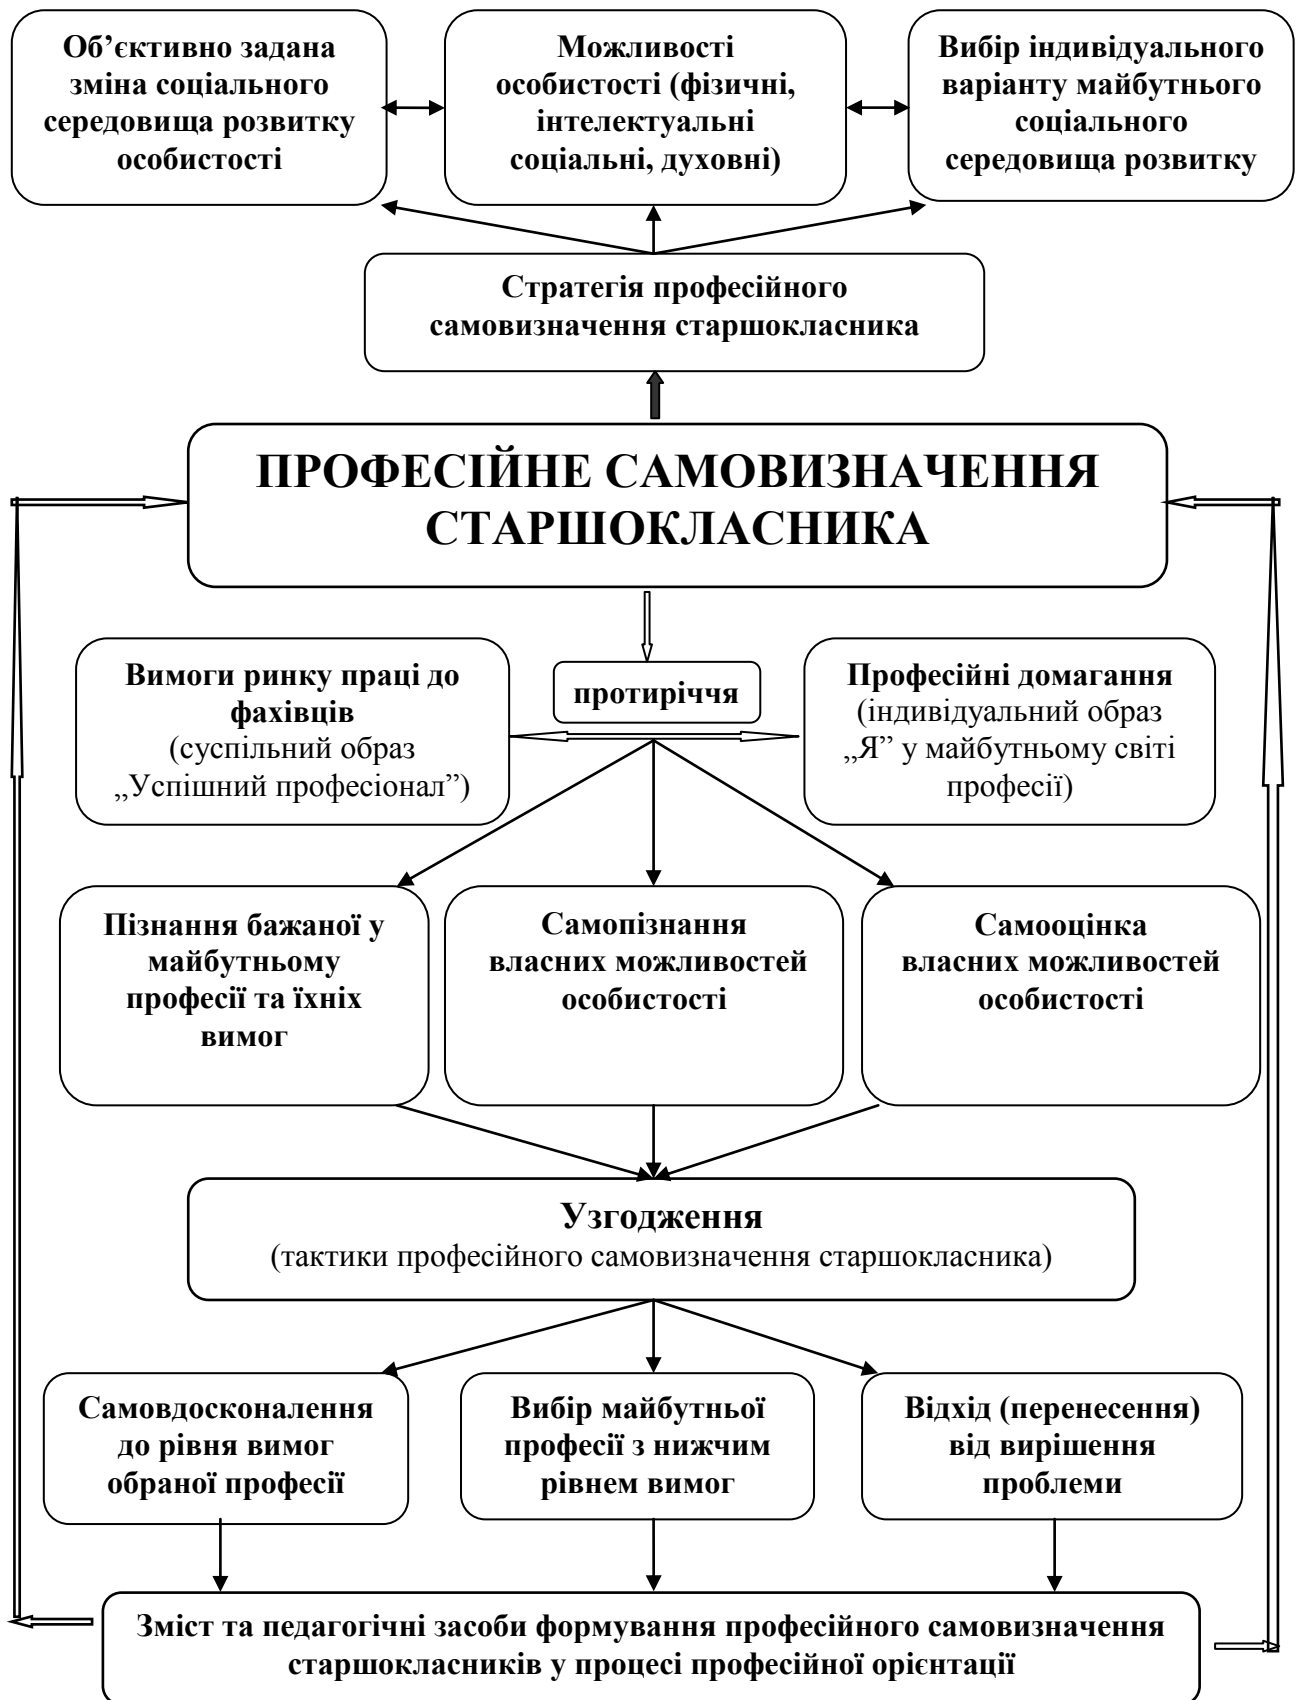 Об’єктивно задана
зміна соціального
середовища розвитку
особистості
Можливості
особистості (фізичні,
інтелектуальні
соціальні, духовні)
Вибір індивідуального
варіанту майбутнього
соціального
середовища розвитку
Стратегія професійного
самовизначення старшокласника
ПРОФЕСІЙНЕ САМОВИЗНАЧЕННЯ
СТАРШОКЛАСНИКА
Вимоги ринку праці до
фахівців
(суспільний образ
„Успішний професіонал”)
протиріччя
Професійні домагання
(індивідуальний образ
„Я” у майбутньому світі
професії)
Пізнання бажаної у
майбутньому
професії та їхніх
вимог
Самопізнання
власних можливостей
особистості
Самооцінка
власних можливостей
особистості
Узгодження
(тактики професійного самовизначення старшокласника)
Самовдосконалення
до рівня вимог
обраної професії
Вибір майбутньої
професії з нижчим
рівнем вимог
Відхід (перенесення)
від вирішення
проблеми
Зміст та педагогічні засоби формування професійного самовизначення
старшокласників у процесі професійної орієнтації